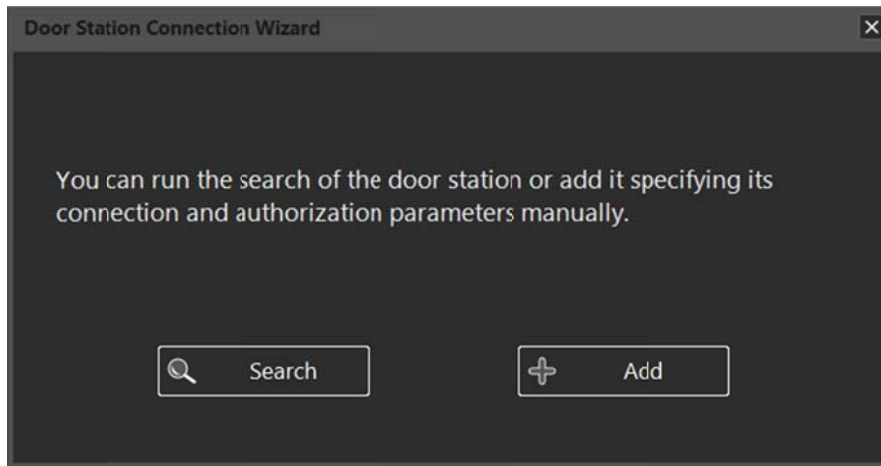 Door Station Connection Wizard
You can run the search of the door station or add it specifying its
connection and authorization parameters manually.
Search
Add